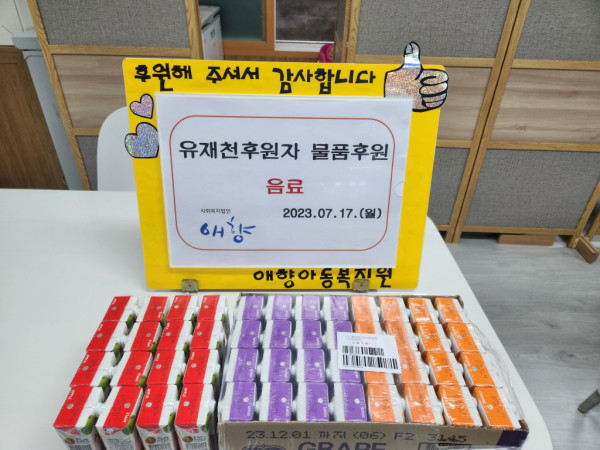 후원해 주셔서 감사합니다
유재천후원자 물품후원
음료
사회복지법인
애향
2023.07.17.(월)
애향아동복지원
23.12.01 까지 (06) F2 3145
GRAPE